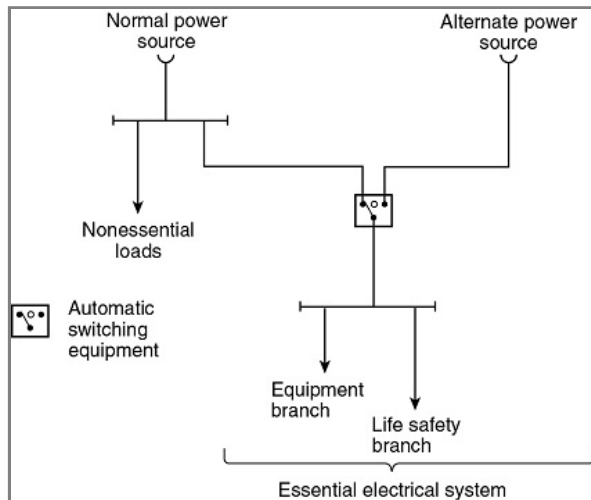 Normal power
source
Alternate power
source
Nonessential
loads
Automatic
switching
equipment
Equipment
branch
Life safety
branch
Essential electrical system